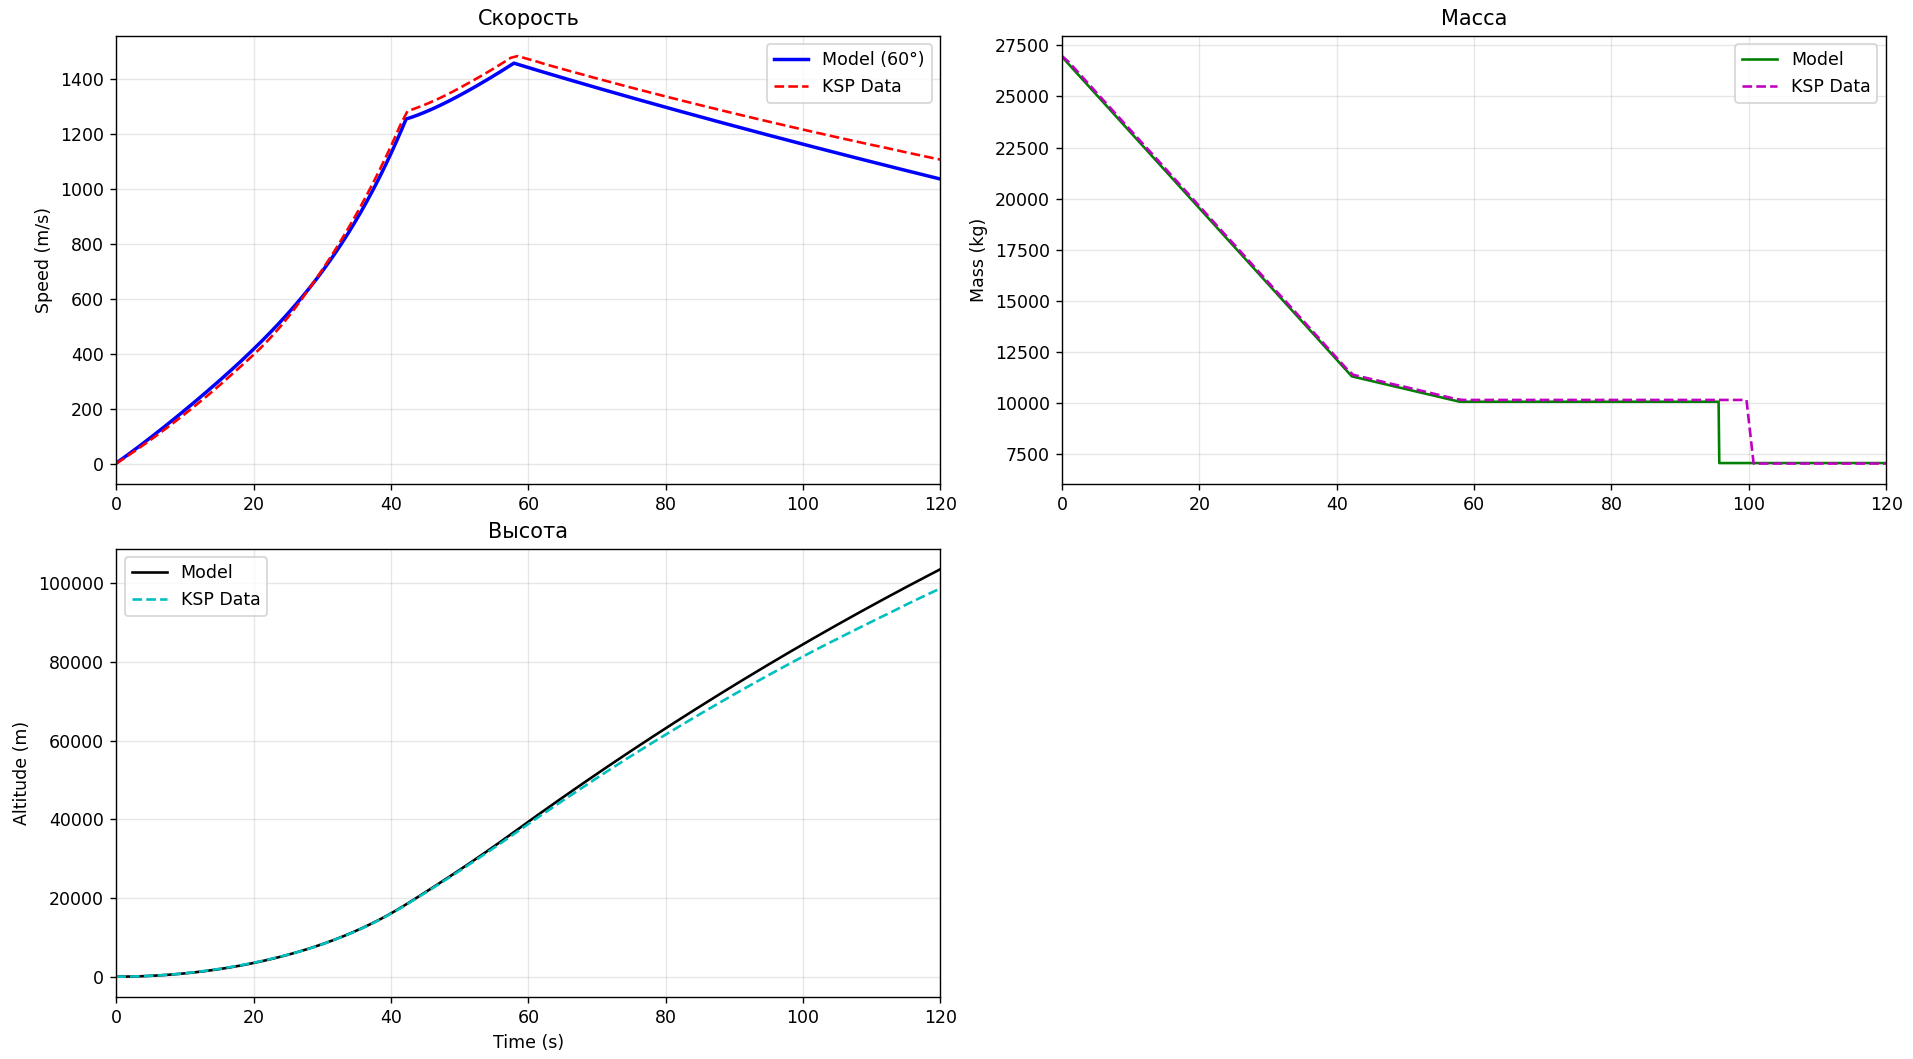 Скорость
Speed (m/s)
1400
1200
1000
800
600
400
200
0
Model (60°)
KSP Data
0 20 40 60 80 100 120
Масса
Mass (kg)
27500
25000
22500
20000
17500
15000
12500
10000
7500
Model
KSP Data
0 20 40 60 80 100 120
Высота
Altitude (m)
100000
80000
60000
40000
20000
0
Model
KSP Data
0 20 40 60 80 100 120
Time (s)